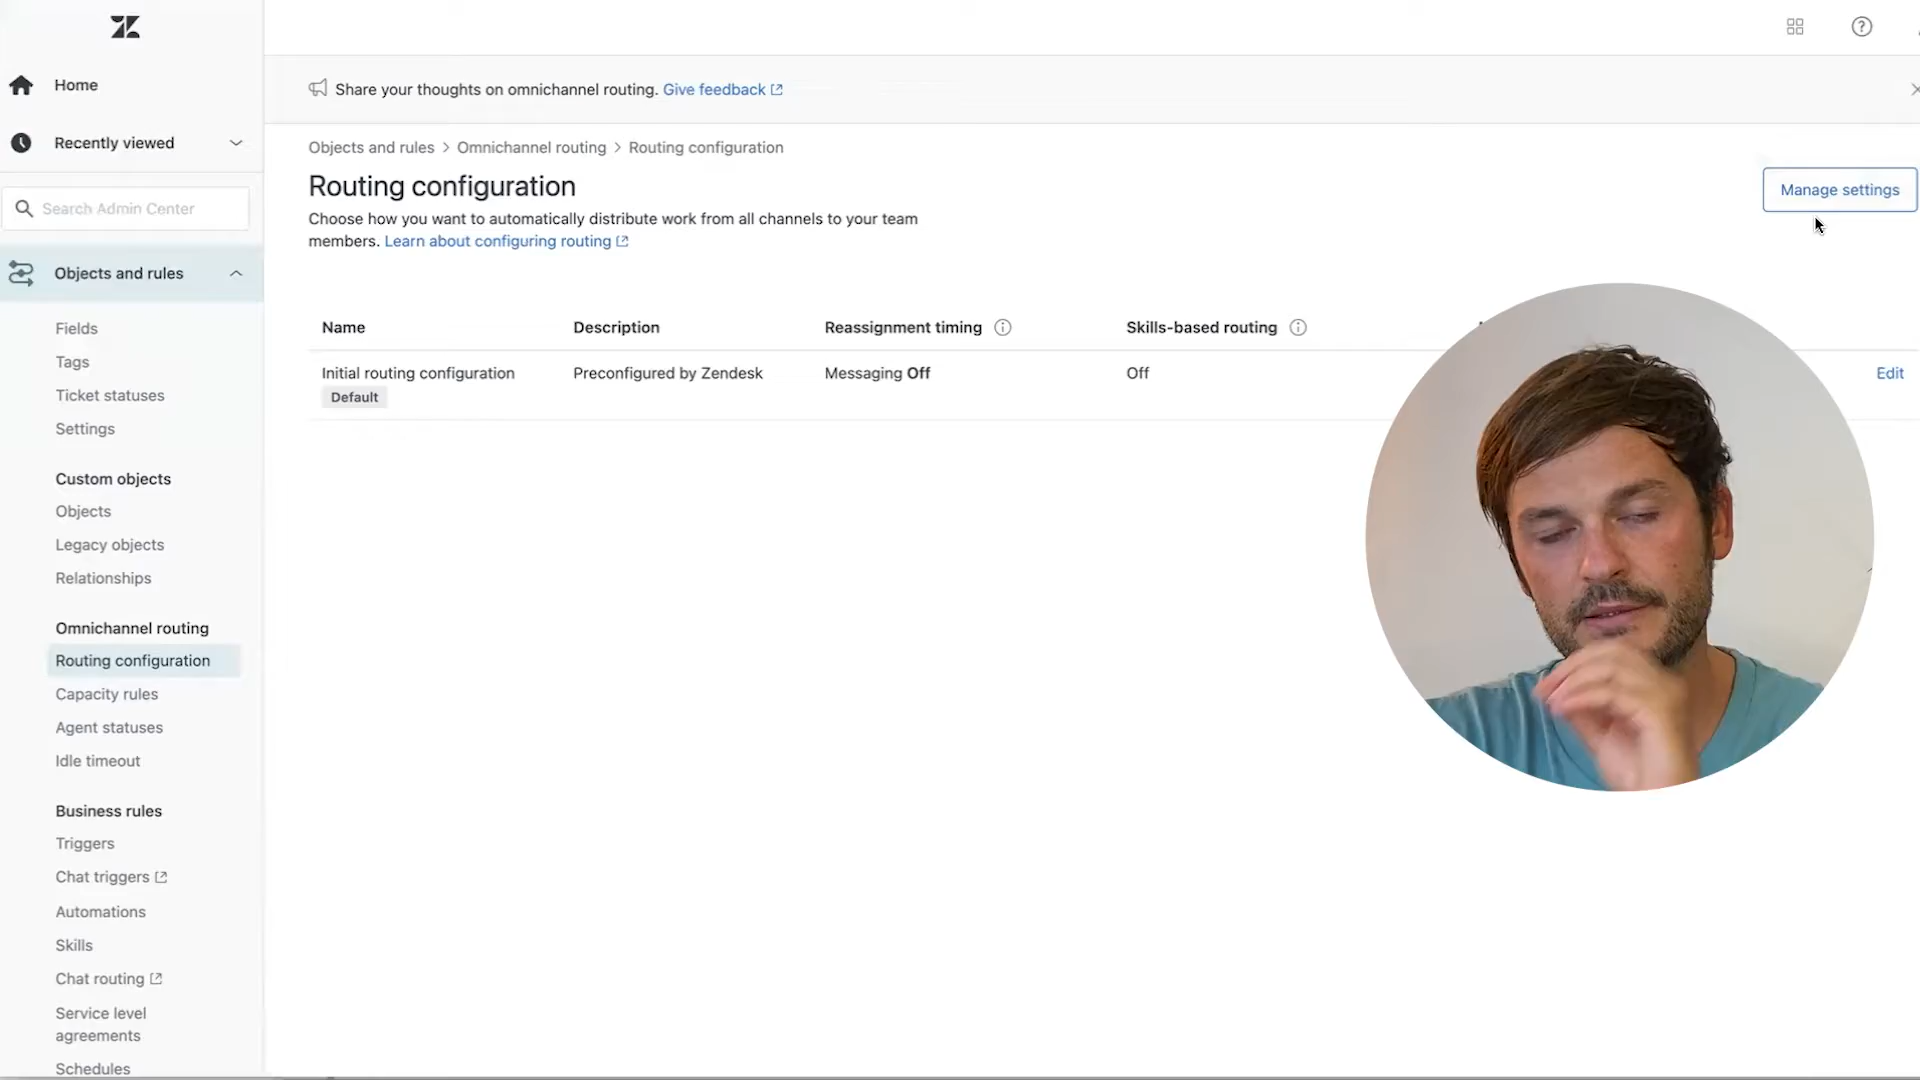 Home
Recently viewed
Search Admin Center
Objects and rules
Fields
Tags
Ticket statuses
Settings
Custom objects
Objects
Legacy objects
Relationships
Omnichannel routing
Routing configuration
Capacity rules
Agent statuses
Idle timeout
Business rules
Triggers
Chat triggers
Automations
Skills
Chat routing
Service level
agreements
Schedules
Share your thoughts on omnichannel routing. Give feedback
Objects and rules > Omnichannel routing > Routing configuration
Routing configuration
Manage settings
Choose how you want to automatically distribute work from all channels to your team
members. Learn about configuring routing
Name Description Reassignment timing Skills-based routing
Initial routing configuration Preconfigured by Zendesk Messaging Off Off Edit
Default